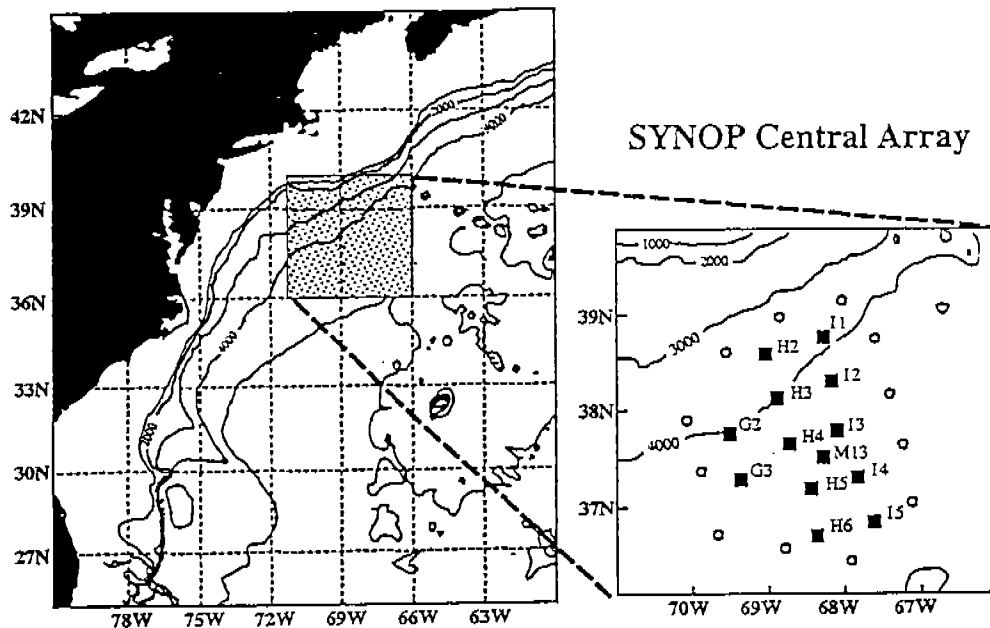 SYNOP Central Array
42N
39N
36N
33N
30N
27N
78W 75W 72W 69W 66W 63W
2000
4000
4000
2000
1000
2000
3000
4000
39N
38N
37N
70W 69W 68W 67W
I1
H2
I2
H3
G2
H4
I3
M13
G3
H5
I4
H6
I5